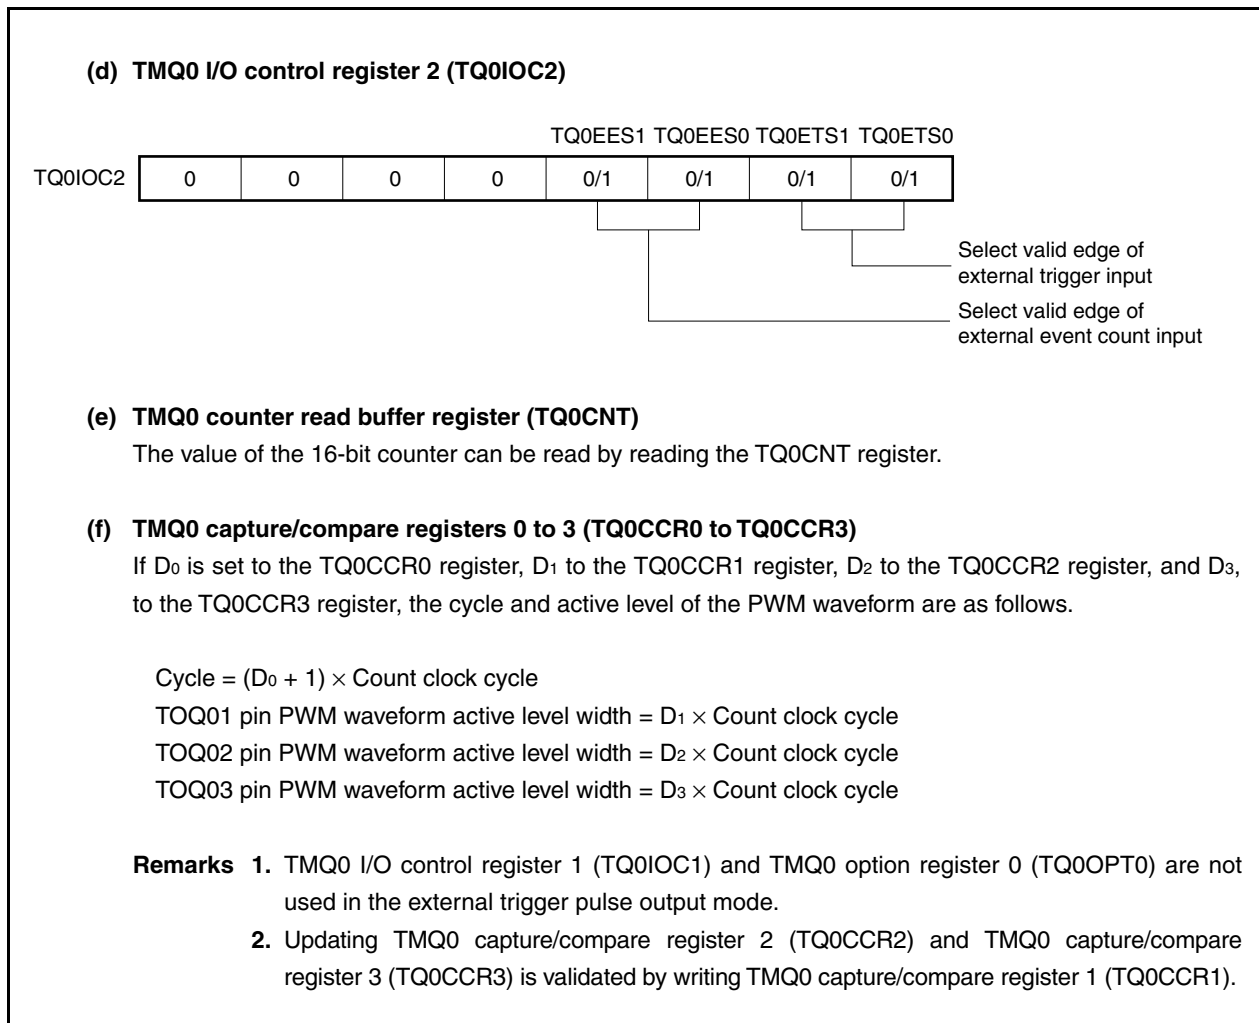 (d) TMQ0 I/O control register 2 (TQ0IOC2)
TQ0EES1 TQ0EES0 TQ0ETS1 TQ0ETS0
TQ0IOC2 0 0 0 0 0/1 0/1 0/1 0/1
Select valid edge of
external trigger input
Select valid edge of
external event count input
(e) TMQ0 counter read buffer register (TQ0CNT)
The value of the 16-bit counter can be read by reading the TQ0CNT register.
(f) TMQ0 capture/compare registers 0 to 3 (TQ0CCR0 to TQ0CCR3)
If D0 is set to the TQ0CCR0 register, D1 to the TQ0CCR1 register, D2 to the TQ0CCR2 register, and D3,
to the TQ0CCR3 register, the cycle and active level of the PWM waveform are as follows.
Cycle = (D0 + 1) × Count clock cycle
TOQ01 pin PWM waveform active level width = D1 × Count clock cycle
TOQ02 pin PWM waveform active level width = D2 × Count clock cycle
TOQ03 pin PWM waveform active level width = D3 × Count clock cycle
Remarks 1. TMQ0 I/O control register 1 (TQ0IOC1) and TMQ0 option register 0 (TQ0OPT0) are not
used in the external trigger pulse output mode.
2. Updating TMQ0 capture/compare register 2 (TQ0CCR2) and TMQ0 capture/compare
register 3 (TQ0CCR3) is validated by writing TMQ0 capture/compare register 1 (TQ0CCR1).